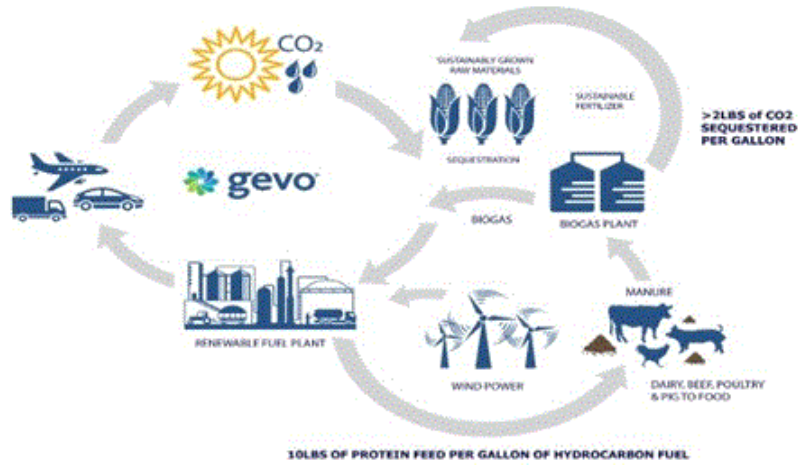 CO₂
SUSTAINABLY GROWN
RAW MATERIALS
SUSTAINABLE
FERTILIZER
>2LBS of CO2
SEQUESTERED
PER GALLON
SEQUESTRATION
gevo
BIOGAS
BIOGAS PLANT
MANURE
RENEWABLE FUEL PLANT
WIND POWER
DAIRY, BEEF, POULTRY
& PIG TO FOOD
10LBS OF PROTEIN FEED PER GALLON OF HYDROCARBON FUEL